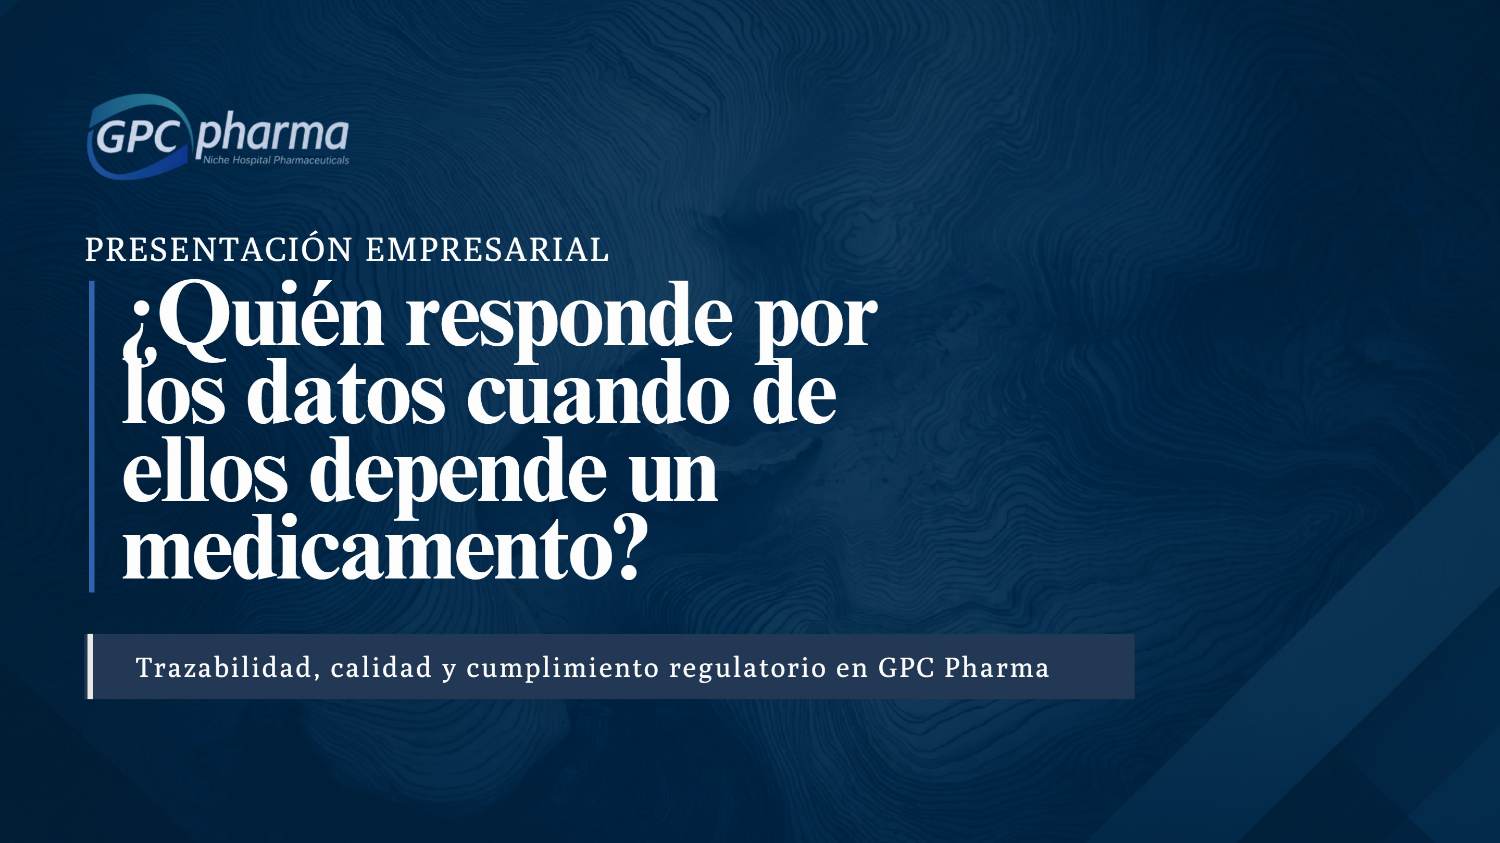 GPC pharma
Niche Hospital Pharmaceuticals
PRESENTACIÓN EMPRESARIAL
¿Quién responde por
los datos cuando de
ellos depende un
medicamento?
Trazabilidad, calidad y cumplimiento regulatorio en GPC Pharma